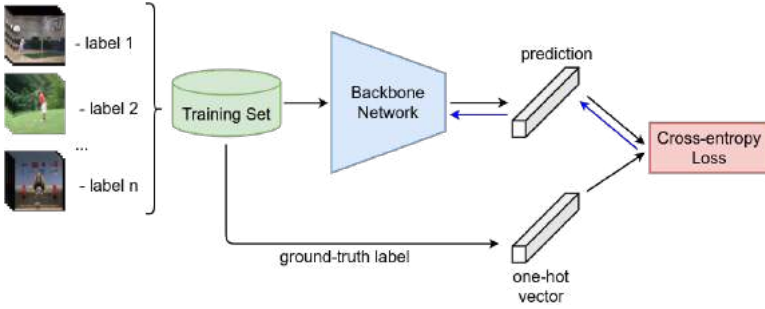 - label 1
- label 2
...
- label n
Training Set
Backbone
Network
prediction
Cross-entropy
Loss
ground-truth label
one-hot
vector